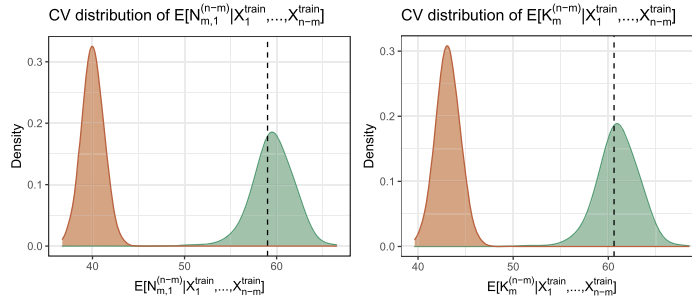 CV distribution of E[N_{m,1}^{(n−m)}|X_1^{train},...,X_{n−m}^{train}]
Density
0.3
0.2
0.1
0.0
40
50
60
E[N_{m,1}^{(n−m)}|X_1^{train},...,X_{n−m}^{train}]
CV distribution of E[K_m^{(n−m)}|X_1^{train},...,X_{n−m}^{train}]
Density
0.3
0.2
0.1
0.0
40
50
60
E[K_m^{(n−m)}|X_1^{train},...,X_{n−m}^{train}]